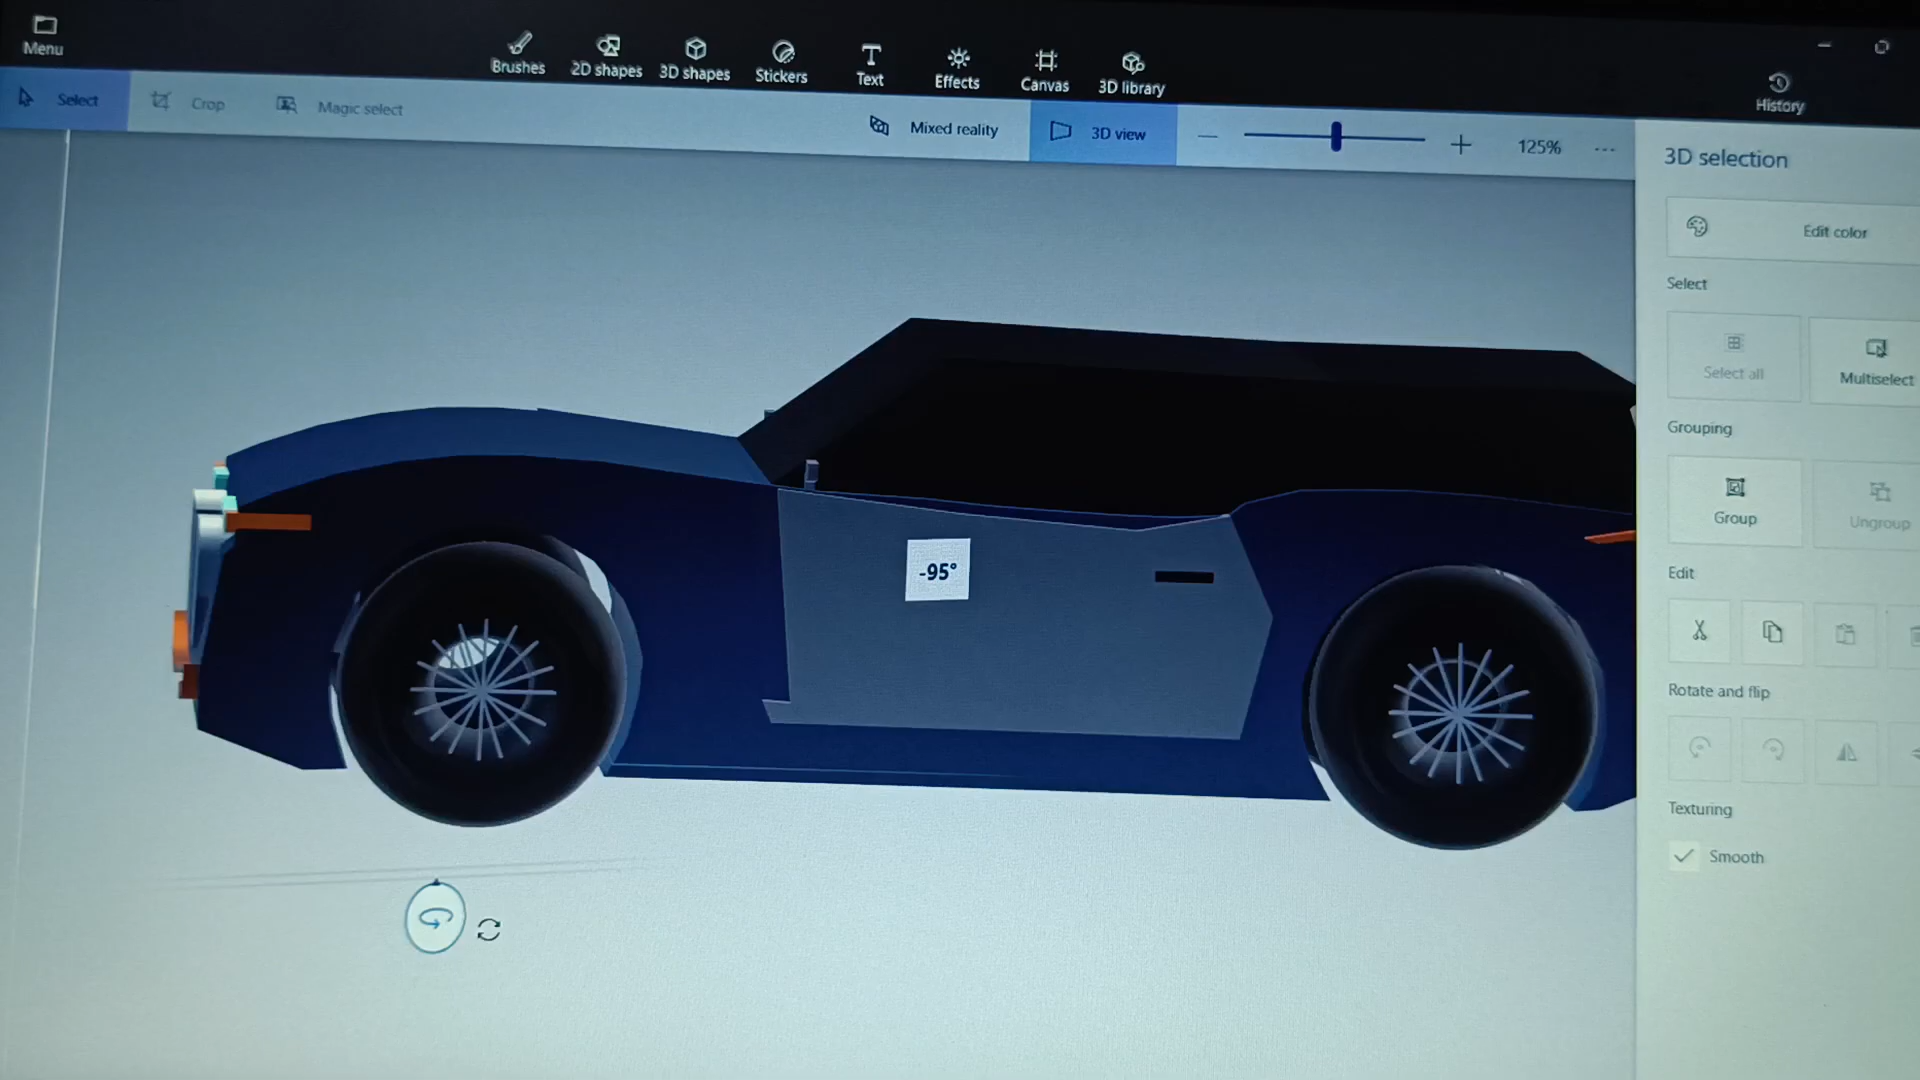 Menu
Brushes
2D shapes
3D shapes
Stickers
Text
Effects
Canvas
3D library
History
Select
Crop
Magic select
Mixed reality
3D view
125%
3D selection
Edit color
Select
Select all
Multiselect
Grouping
Group
Ungroup
Edit
Rotate and flip
Texturing
Smooth
-95°